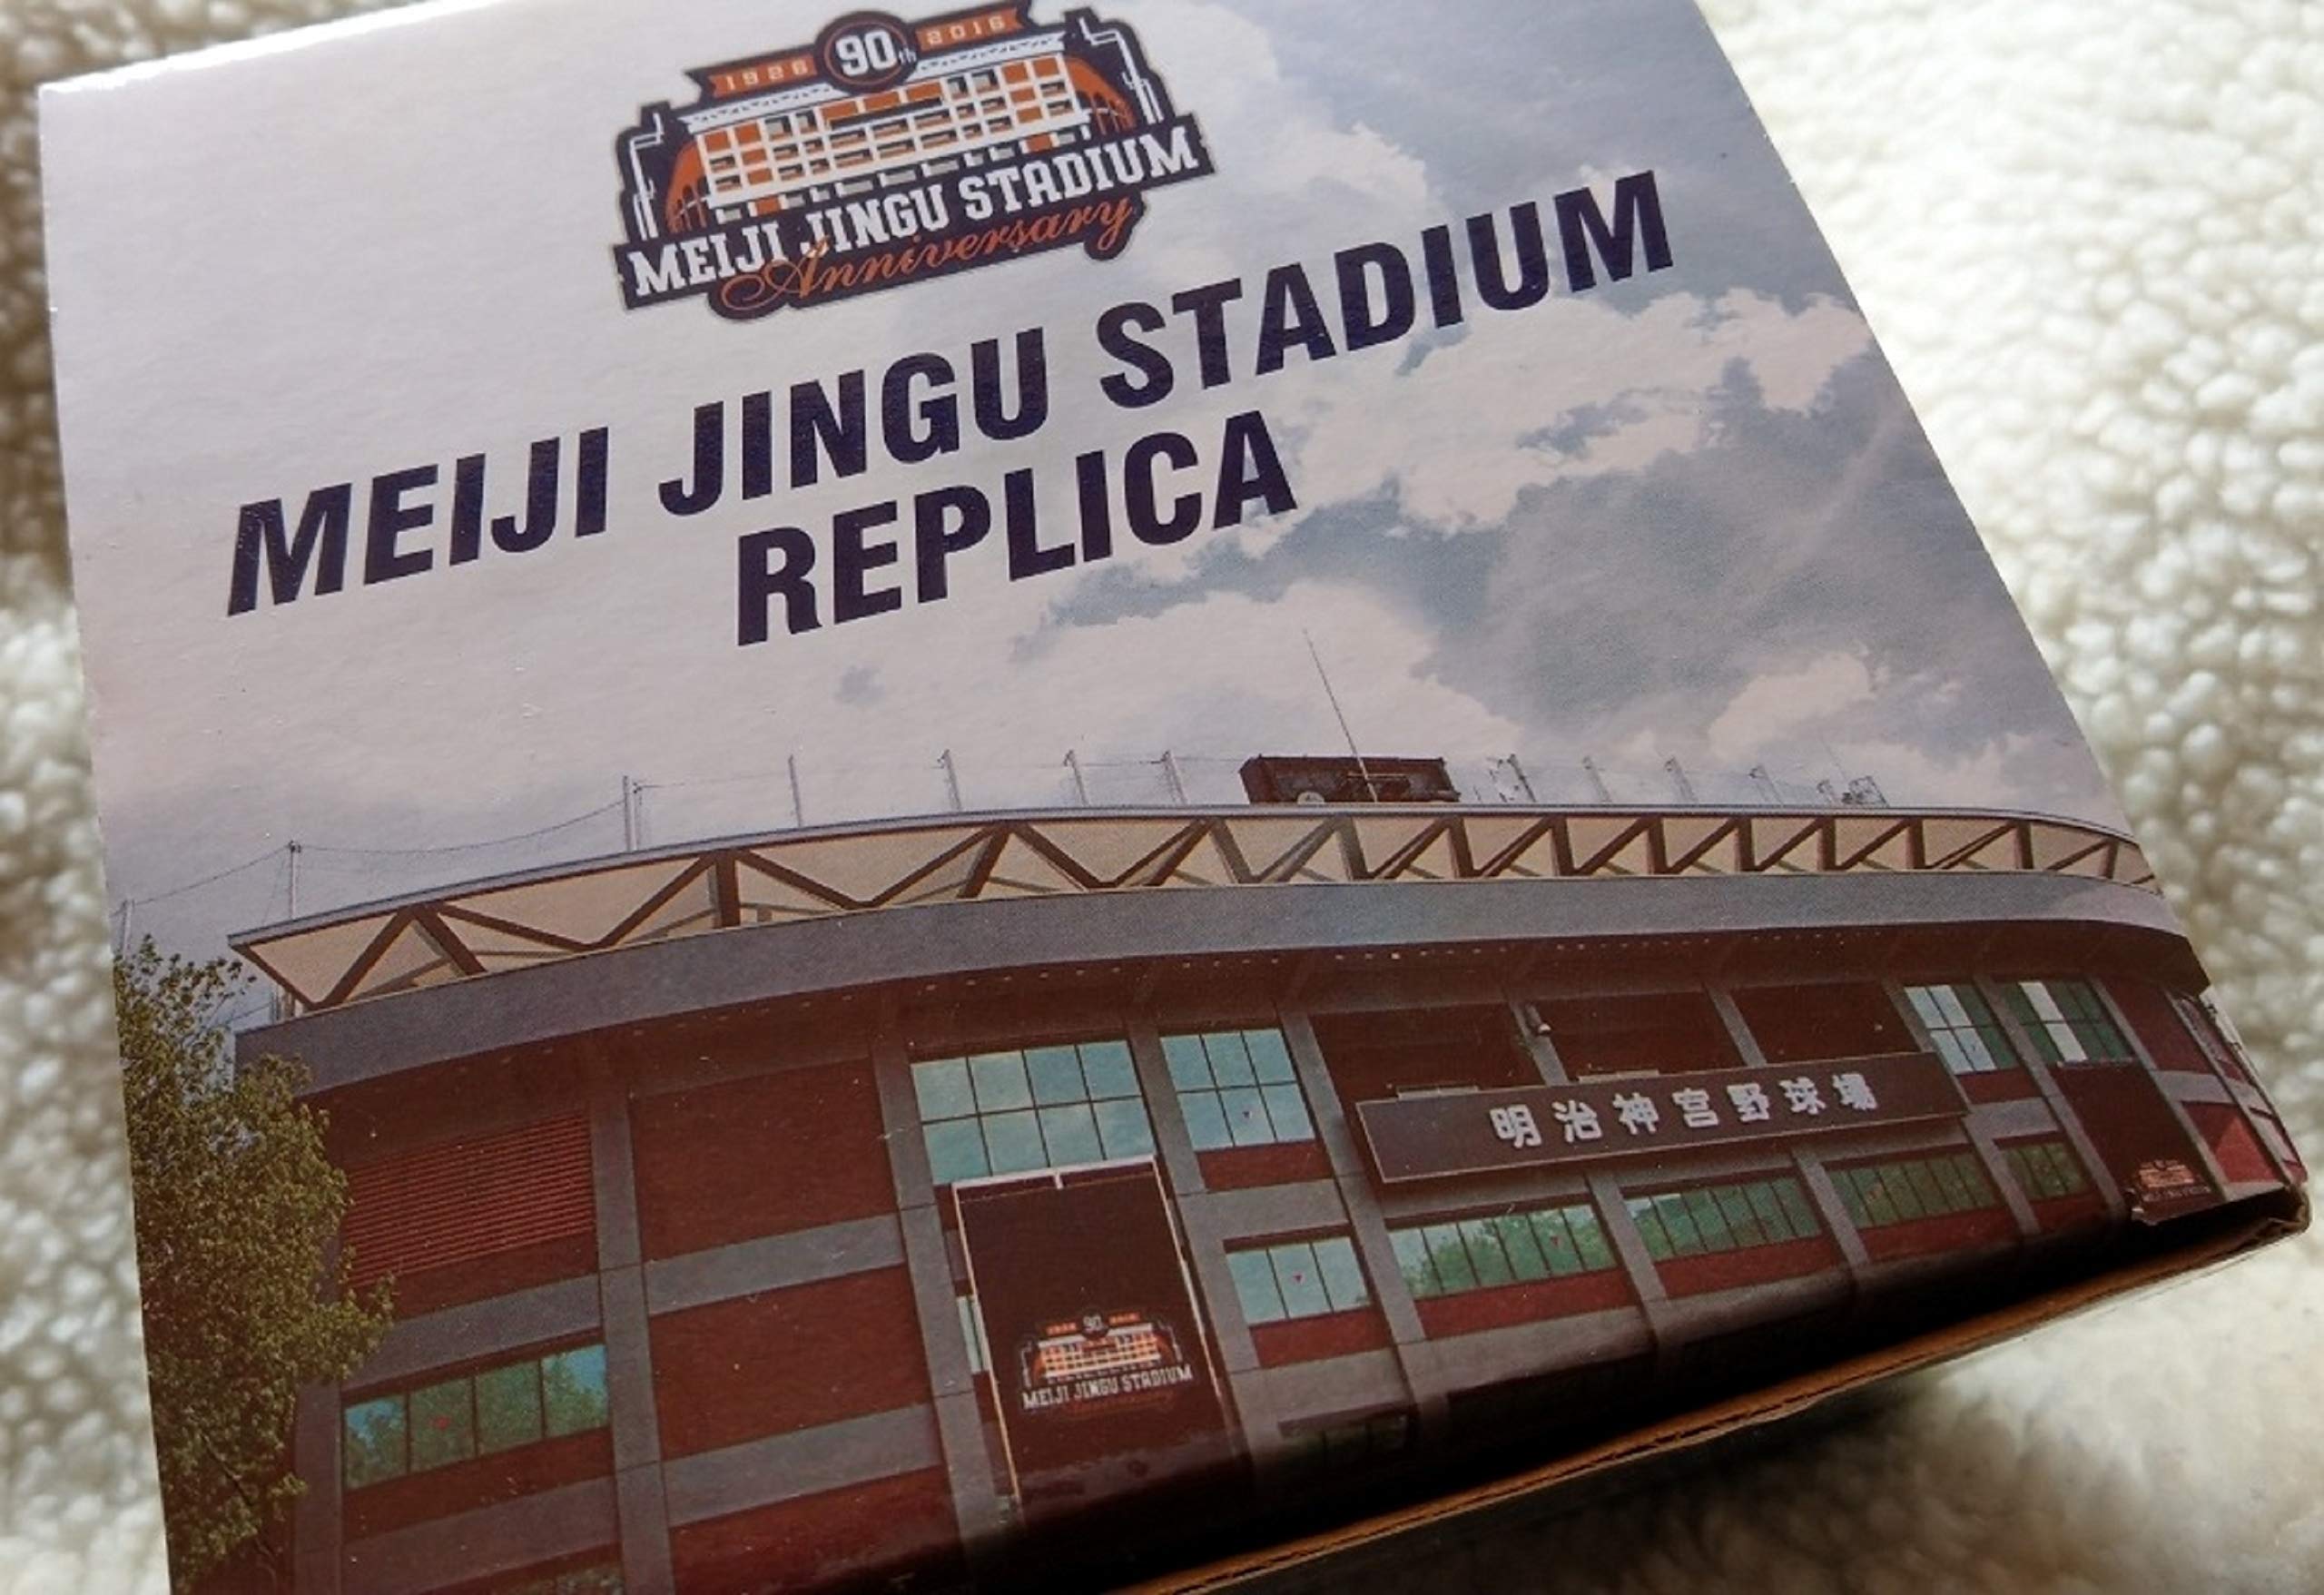 1926 90th 2016
MEIJI JINGU STADIUM
Anniversary
MEIJI JINGU STADIUM
REPLICA
明治神宮野球場
90
MEIJI JINGU STADIUM